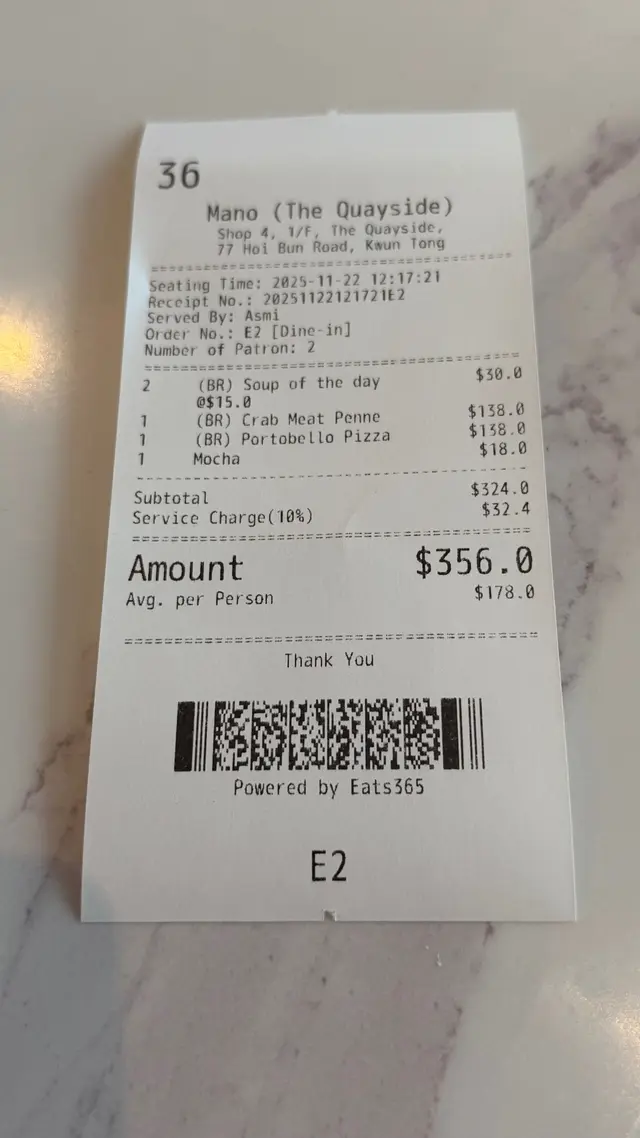 36
Mano (The Quayside)
Shop 4, 1/F, The Quayside,
77 Hoi Bun Road, Kwun Tong
Seating Time: 2025-11-22 12:17:21
Receipt No.: 20251122121721E2
Served By: Asmi
Order No.: E2 [Dine-in]
Number of Patron: 2
2 (BR) Soup of the day $30.0
@$15.0
1 (BR) Crab Meat Penne $138.0
1 (BR) Portobello Pizza $138.0
1 Mocha $18.0
Subtotal $324.0
Service Charge(10%) $32.4
Amount $356.0
Avg. per Person $178.0
Thank You
Powered by Eats365
E2